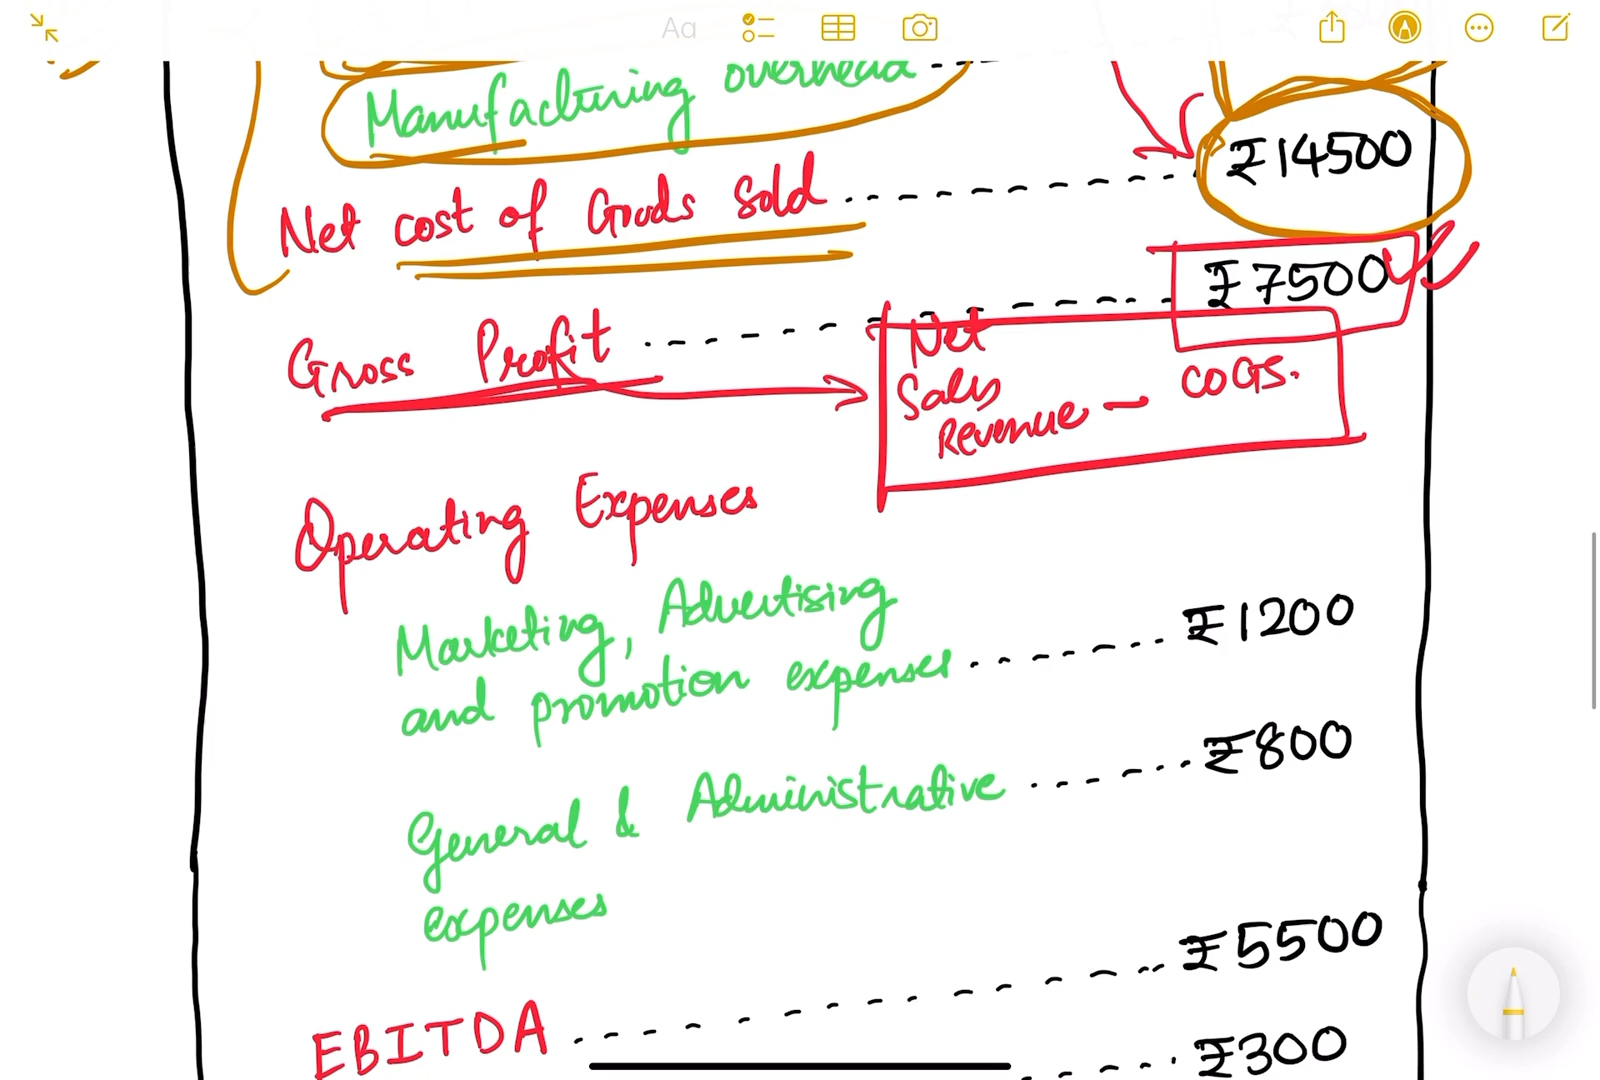 Aa
Manufacturing overhead
₹14500
Net cost of Goods Sold
₹7500
Gross Profit
Net
Sales
Revenue - COGS.
Operating Expenses
Marketing, Advertising
and promotion expenses ₹1200
General & Administrative ₹800
expenses
₹5500
EBITDA
₹300